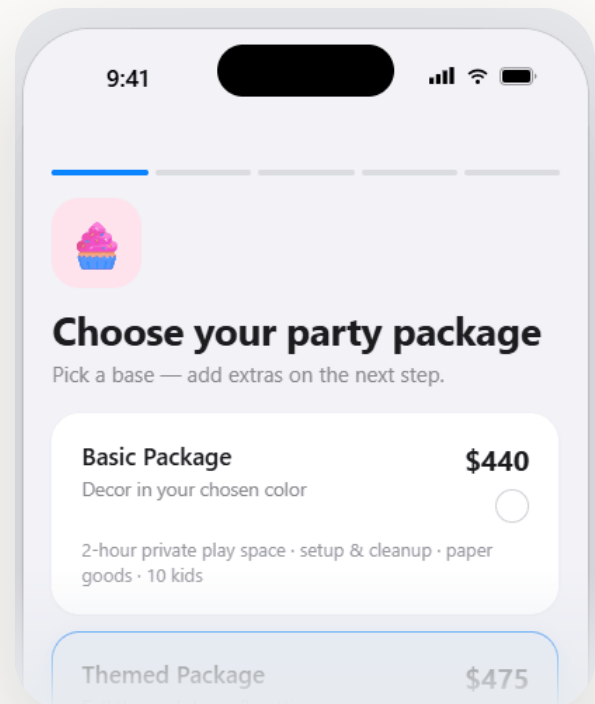 9:41
Choose your party package
Pick a base — add extras on the next step.
Basic Package
$440
Decor in your chosen color
2-hour private play space · setup & cleanup · paper
goods · 10 kids
Themed Package
$475